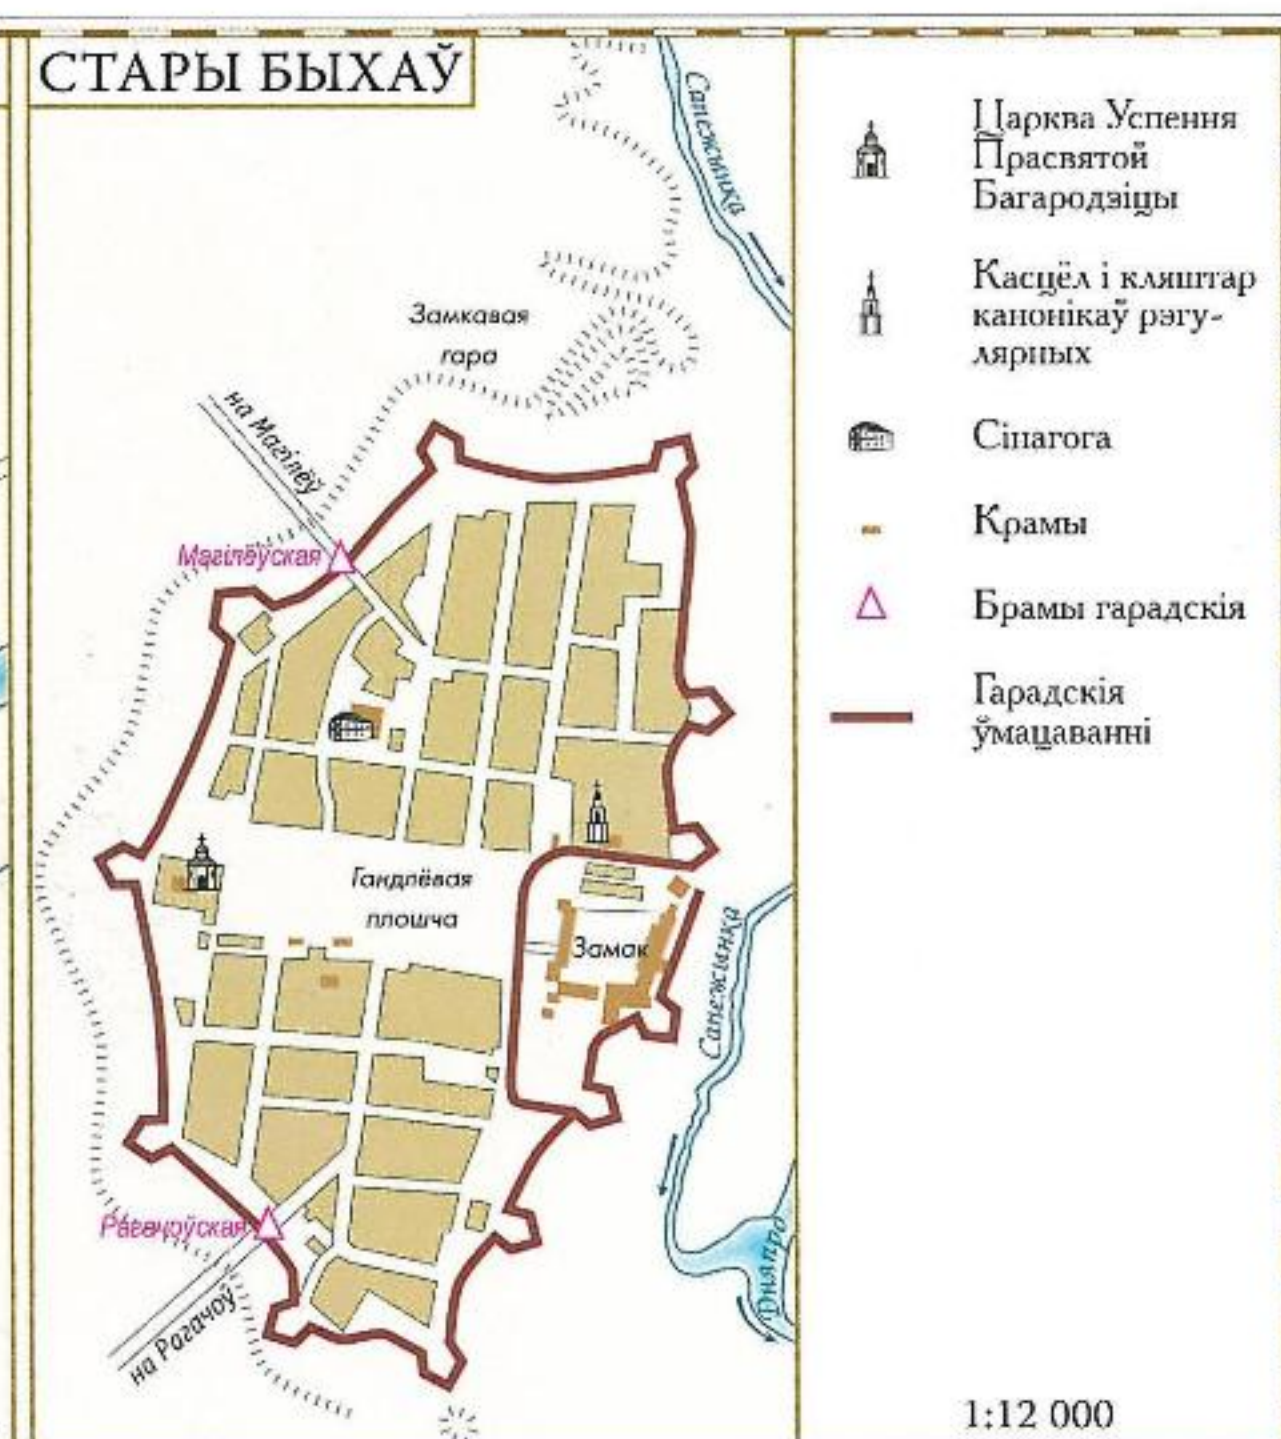 СТАРЫ БЫХАЎ
Сапежынка
Замкавая
гара
на Магілёў
Магілёўская
Гандлёвая
плошча
Замак
Сапежынка
Рагачоўская
на Рагачоў
Дняпро
Царква Успення
Прасвятой
Багародзіцы
Касцёл і кляштар
канонікаў рэгу-
лярных
Сінагога
Крамы
Брамы гарадскія
Гарадскія
ўмацаванні
1:12 000